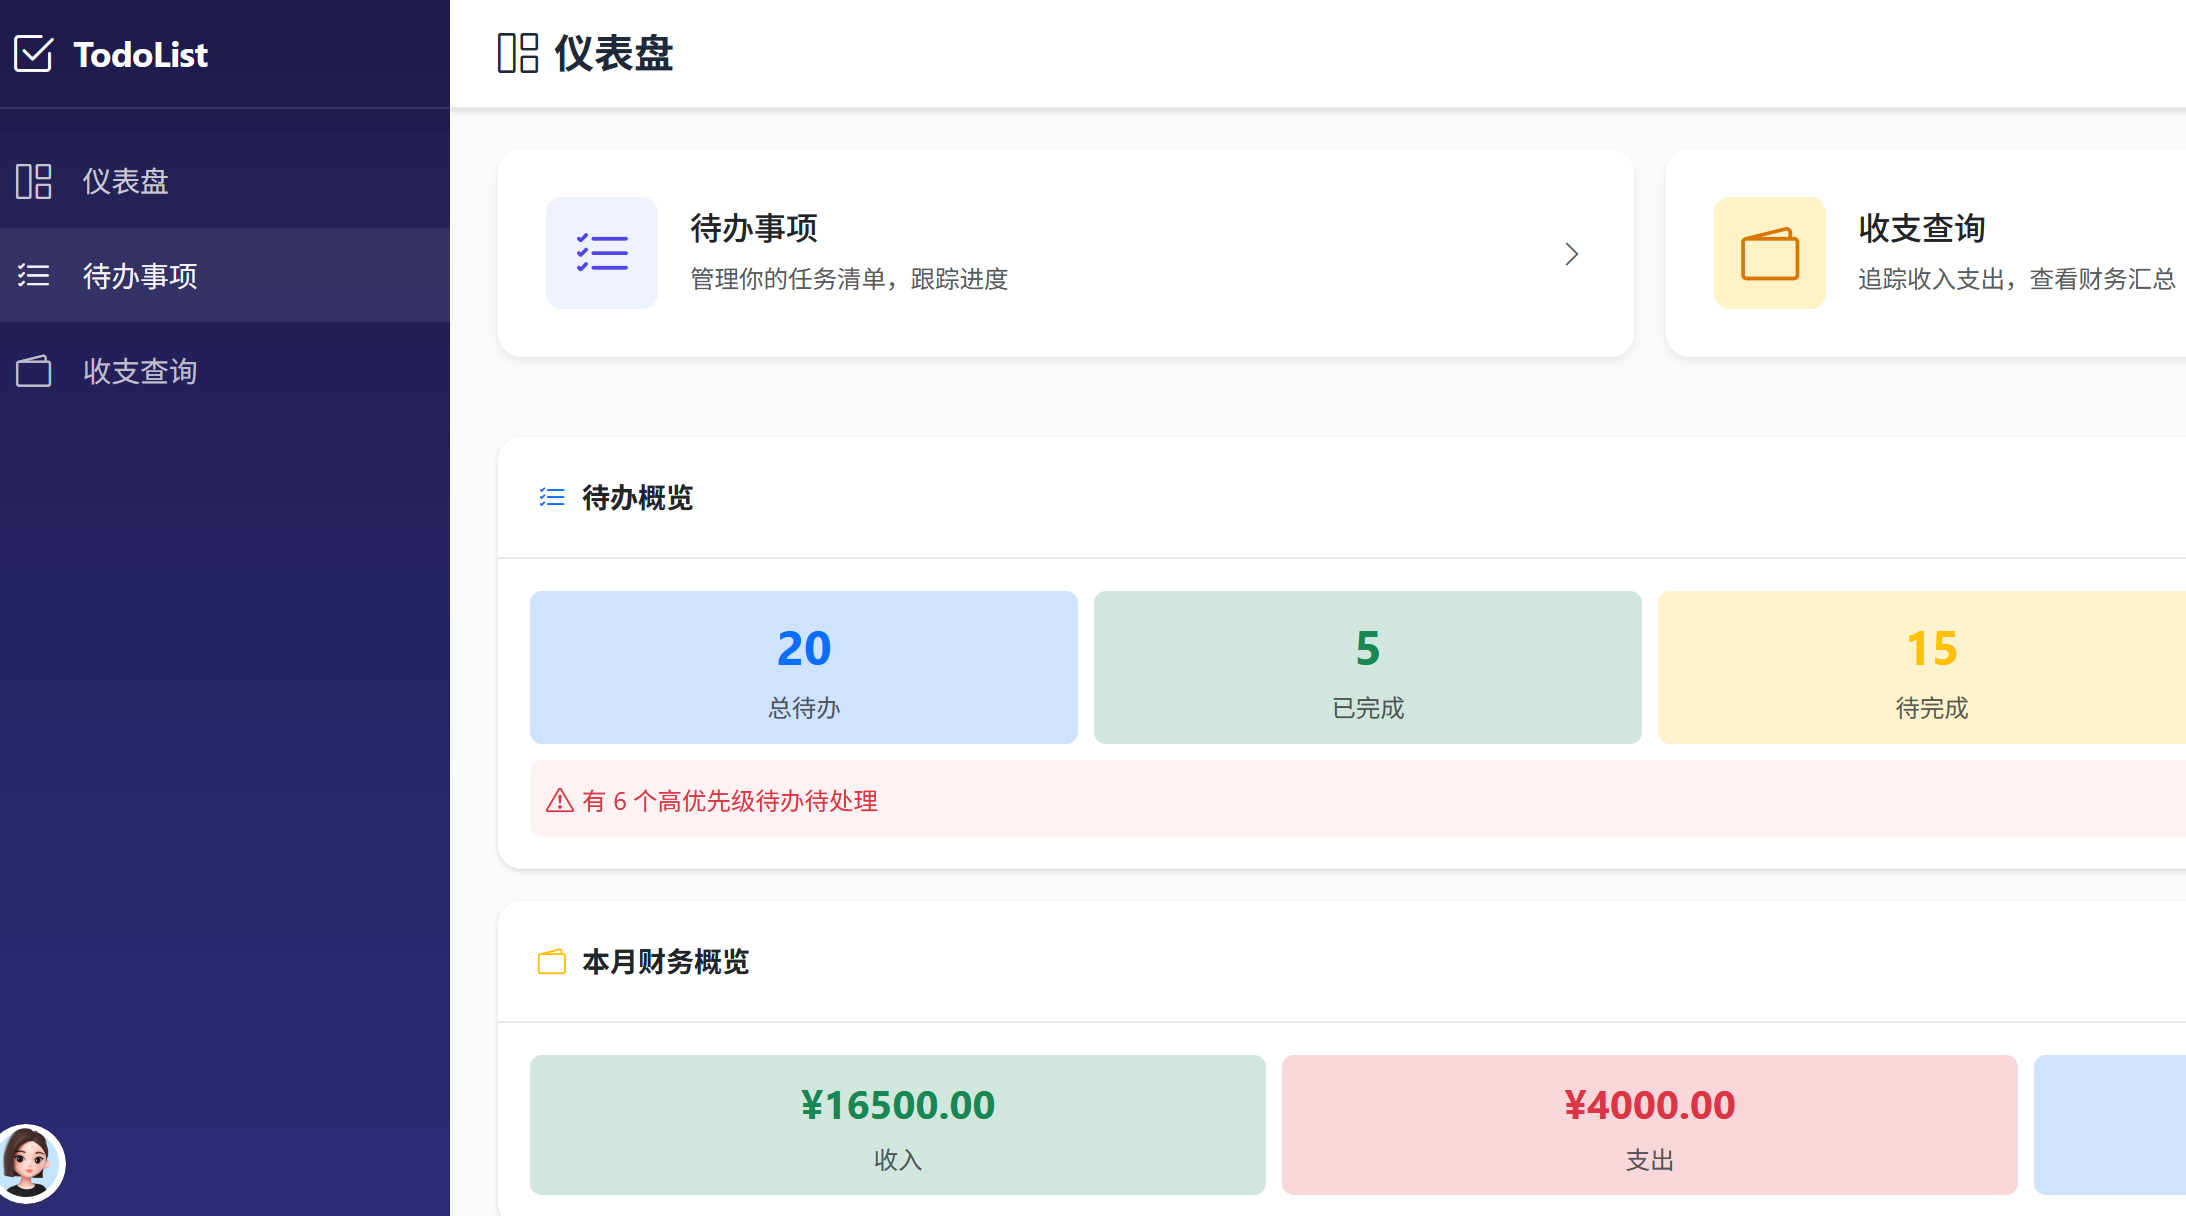 TodoList
仪表盘
待办事项
收支查询
仪表盘
待办事项
管理你的任务清单，跟踪进度
收支查询
追踪收入支出，查看财务汇总
待办概览
20
总待办
5
已完成
15
待完成
有 6 个高优先级待办待处理
本月财务概览
¥16500.00
收入
¥4000.00
支出